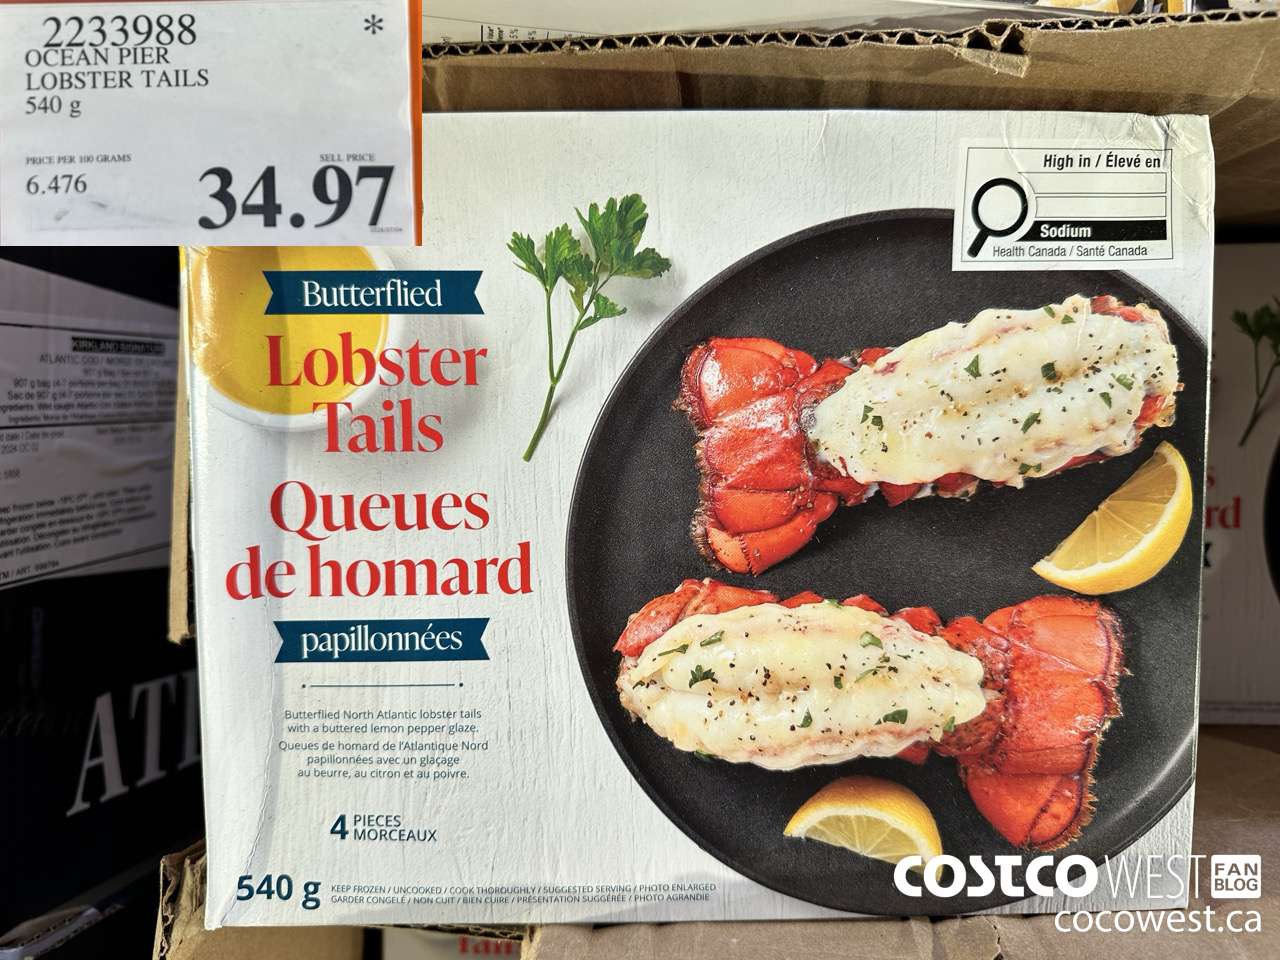 2233988 *
OCEAN PIER
LOBSTER TAILS
540 g
PRICE PER 100 GRAMS
SELL PRICE
6.476
34.97
High in / Élevé en
Sodium
Health Canada / Santé Canada
Butterflied
Lobster
Tails
Queues
de homard
papillonnées
Butterflied North Atlantic lobster tails
with a buttered lemon pepper glaze.
Queues de homard de l'Atlantique Nord
papillonnées avec un glaçage
au beurre, au citron et au poivre.
4 PIECES
MORCEAUX
540 g
KEEP FROZEN / UNCOOKED / COOK THOROUGHLY / SUGGESTED SERVING / PHOTO ENLARGED
GARDER CONGELÉ / NON CUIT / BIEN CUIRE / PRÉSENTATION SUGGÉRÉE / PHOTO AGRANDIE
KIRKLAND SIGNATURE
ATL
rd
COSTCO WEST FAN
BLOG
cocowest.ca